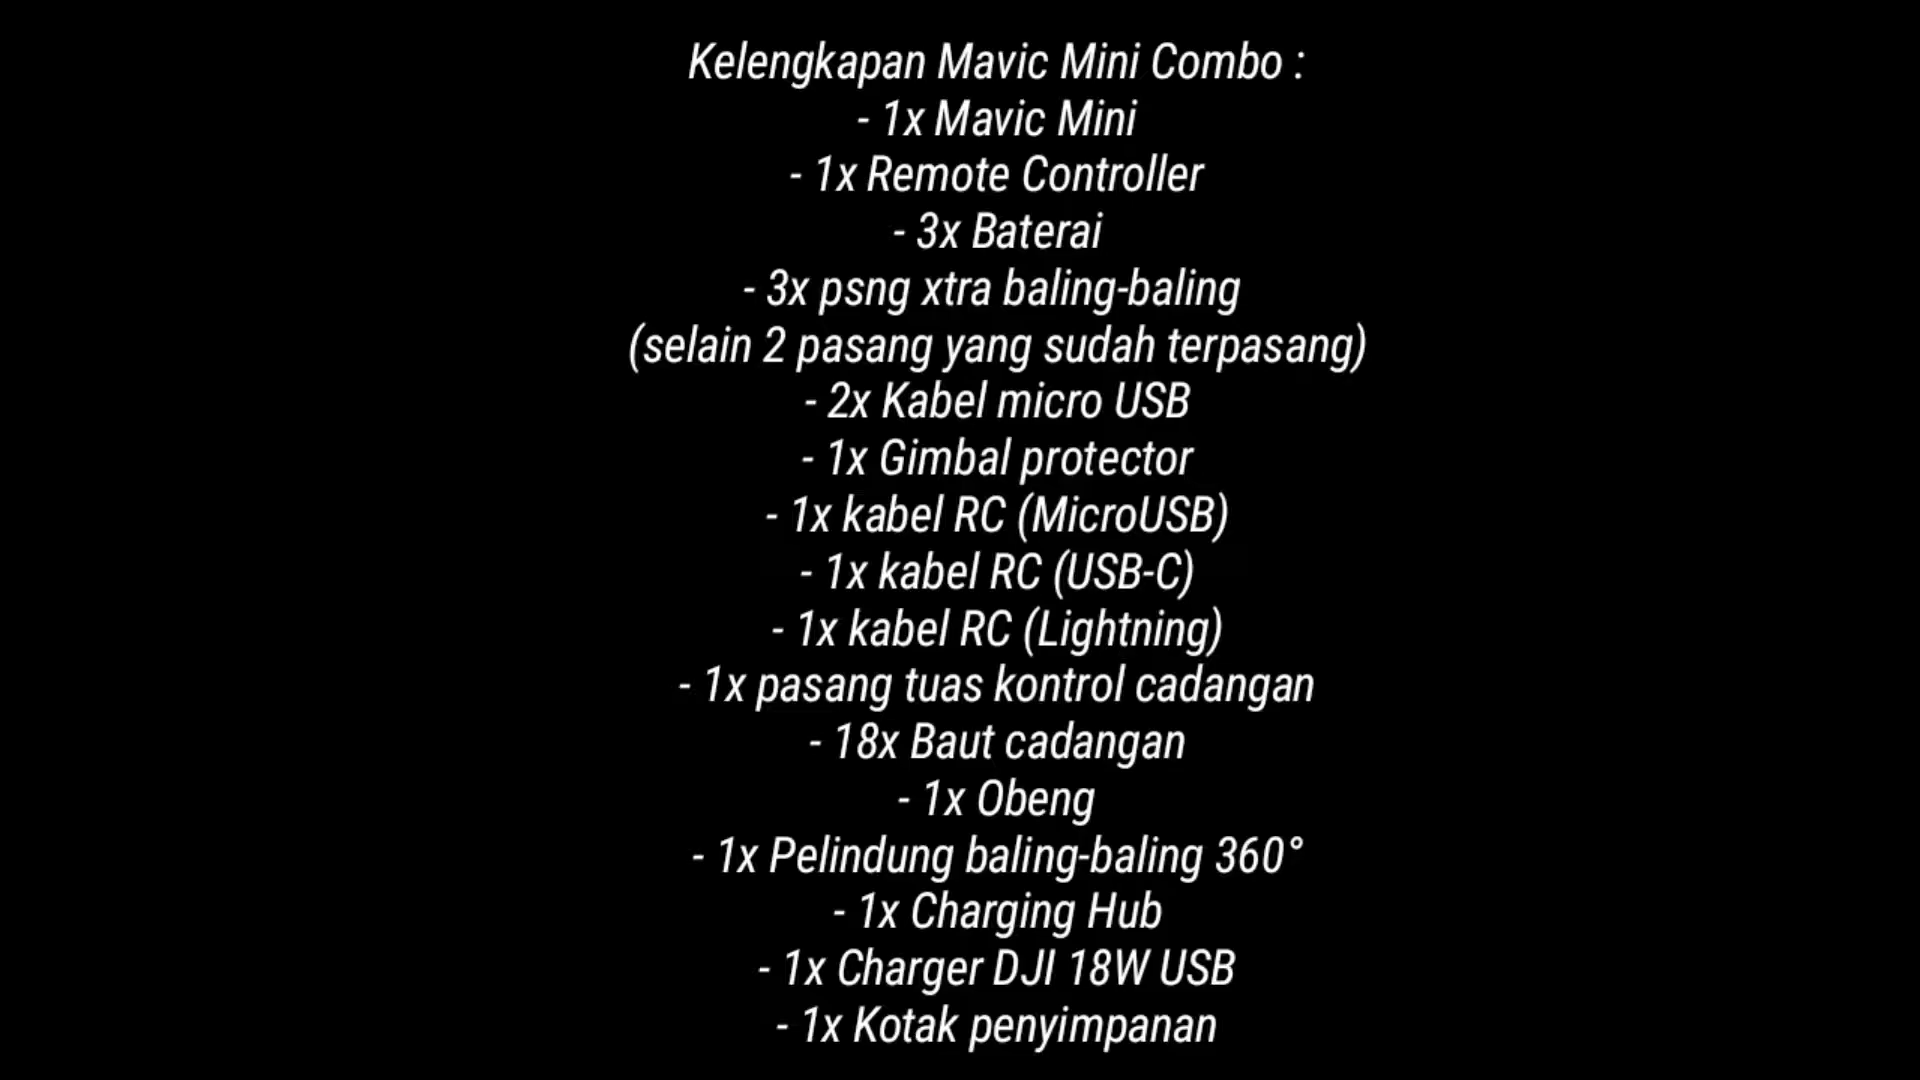 Kelengkapan Mavic Mini Combo :
- 1x Mavic Mini
- 1x Remote Controller
- 3x Baterai
- 3x psng xtra baling-baling
(selain 2 pasang yang sudah terpasang)
- 2x Kabel micro USB
- 1x Gimbal protector
- 1x kabel RC (MicroUSB)
- 1x kabel RC (USB-C)
- 1x kabel RC (Lightning)
- 1x pasang tuas kontrol cadangan
- 18x Baut cadangan
- 1x Obeng
- 1x Pelindung baling-baling 360°
- 1x Charging Hub
- 1x Charger DJI 18W USB
- 1x Kotak penyimpanan